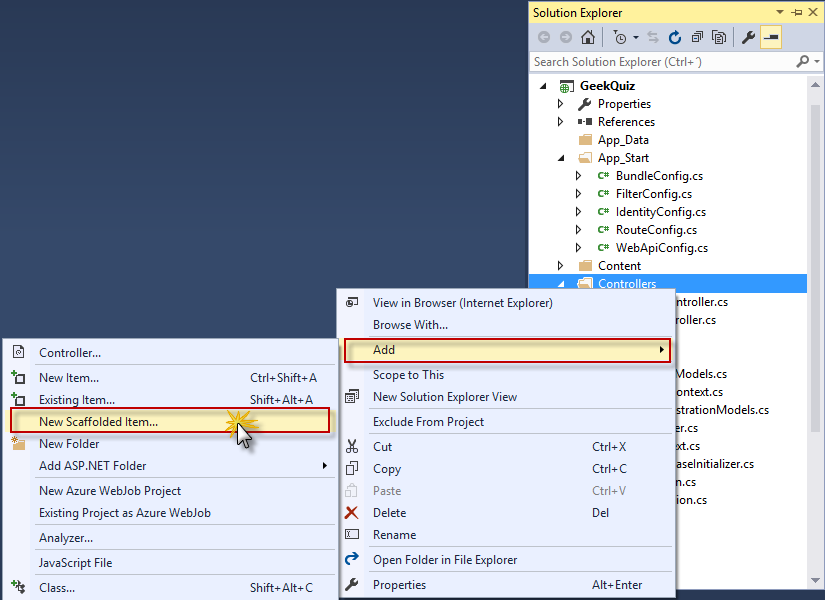 Solution Explorer
Search Solution Explorer (Ctrl+´)
GeekQuiz
Properties
References
App_Data
App_Start
C# BundleConfig.cs
C# FilterConfig.cs
C# IdentityConfig.cs
C# RouteConfig.cs
C# WebApiConfig.cs
Content
Controllers
ntroller.cs
roller.cs
Models.cs
ontext.cs
strationModels.cs
er.cs
ext.cs
aseInitializer.cs
n.cs
ion.cs
View in Browser (Internet Explorer)
Browse With...
Add
Scope to This
New Solution Explorer View
Exclude From Project
Cut Ctrl+X
Copy Ctrl+C
Paste Ctrl+V
Delete Del
Rename
Open Folder in File Explorer
Properties Alt+Enter
Controller...
New Item... Ctrl+Shift+A
Existing Item... Shift+Alt+A
New Scaffolded Item...
New Folder
Add ASP.NET Folder
New Azure WebJob Project
Existing Project as Azure WebJob
Analyzer...
JavaScript File
Class... Shift+Alt+C